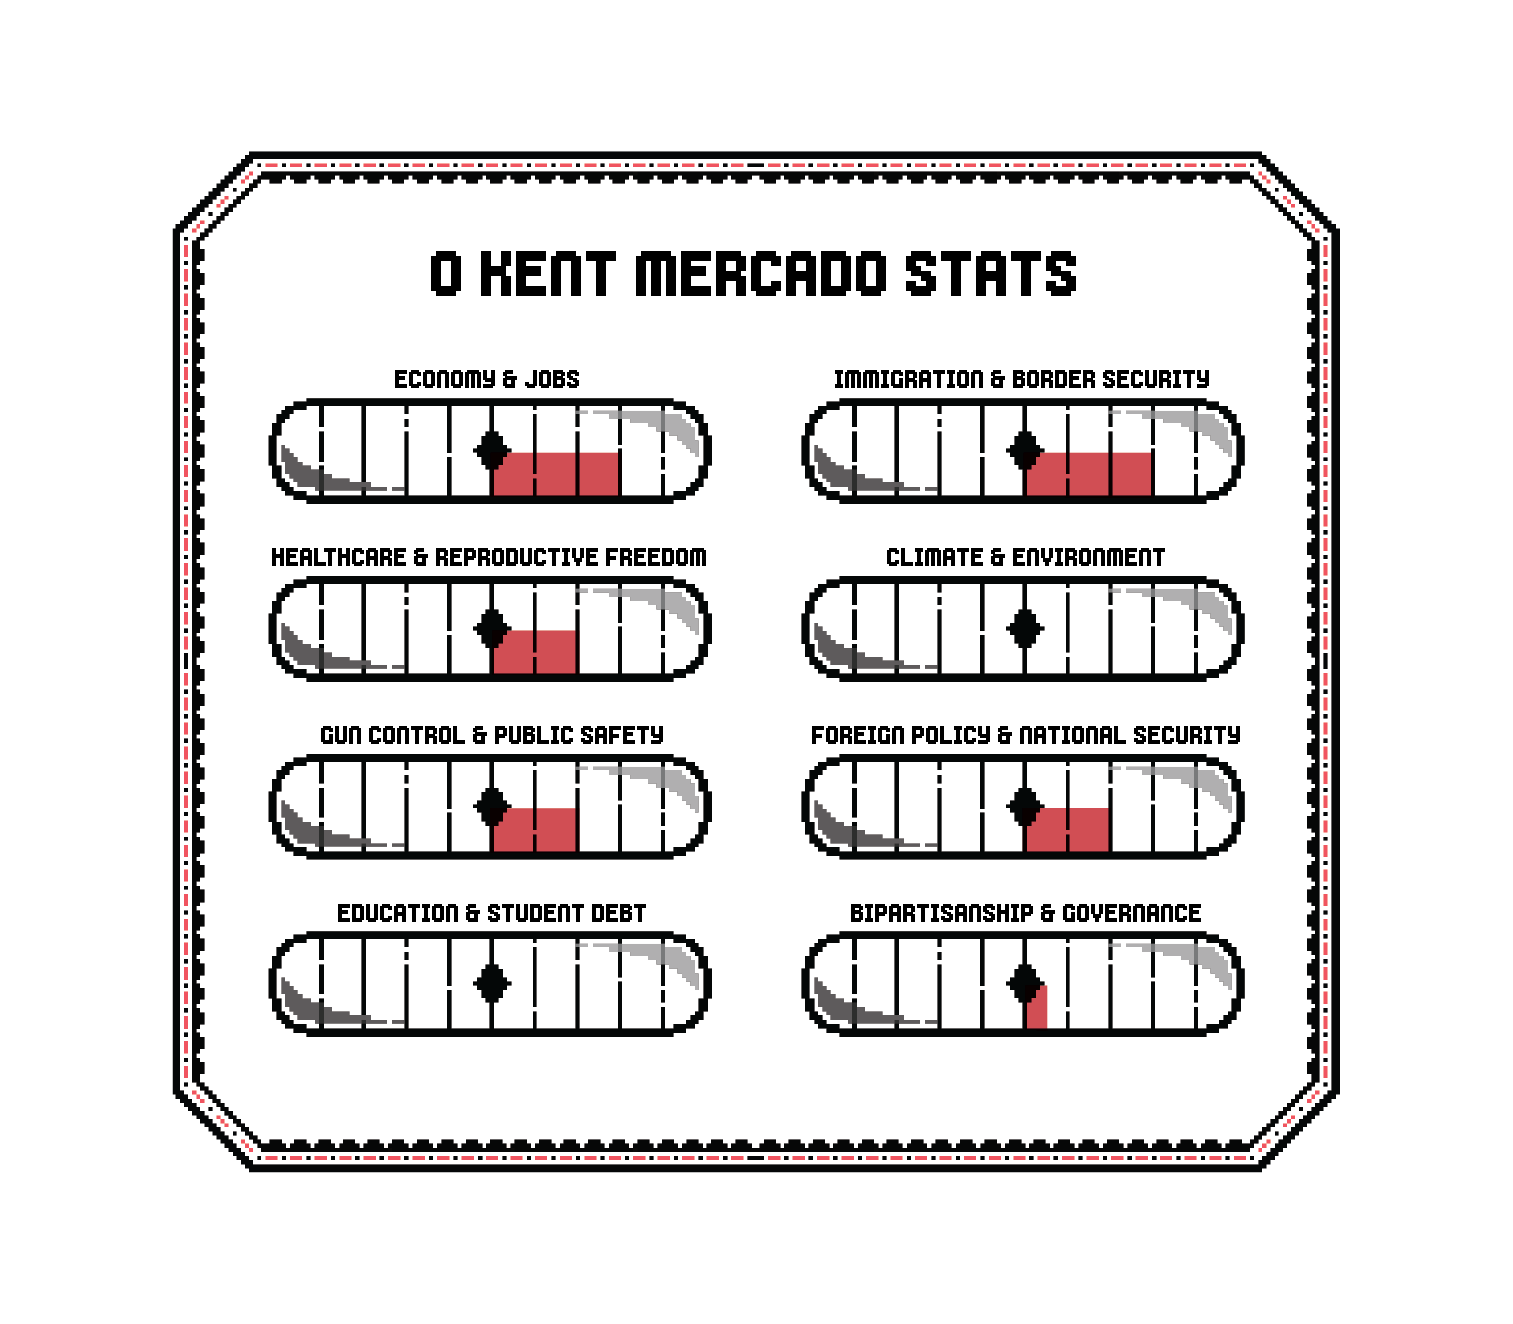 O KENT MERCADO STATS
ECONOMY & JOBS
IMMIGRATION & BORDER SECURITY
HEALTHCARE & REPRODUCTIVE FREEDOM
CLIMATE & ENVIRONMENT
GUN CONTROL & PUBLIC SAFETY
FOREIGN POLICY & NATIONAL SECURITY
EDUCATION & STUDENT DEBT
BIPARTISANSHIP & GOVERNANCE